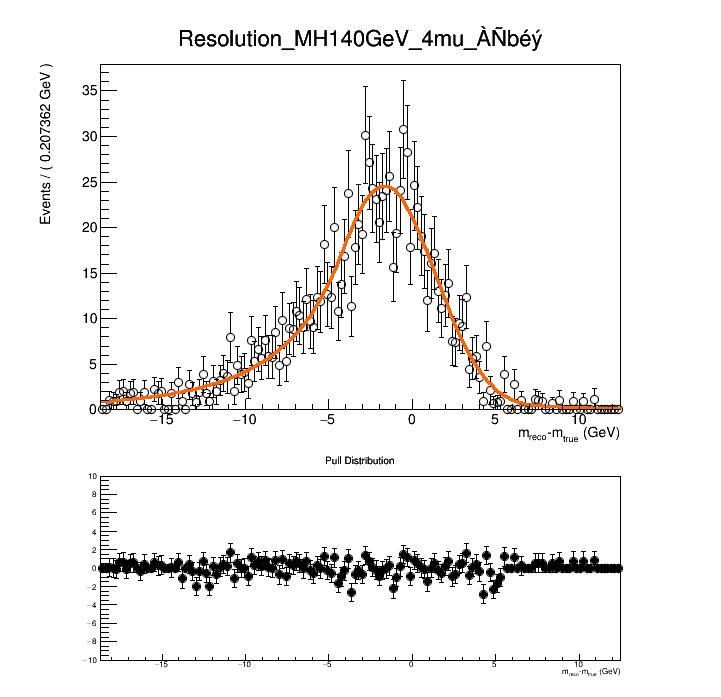 Resolution_MH140GeV_4mu_ÀÑbéý
Events / ( 0.207362 GeV )
35
30
25
20
15
10
5
0
−15 −10 −5 0 5 10
m_reco-m_true (GeV)
Pull Distribution
10
8
6
4
2
0
−2
−4
−6
−8
−10
−15 −10 −5 0 5 10
m_reco-m_true (GeV)